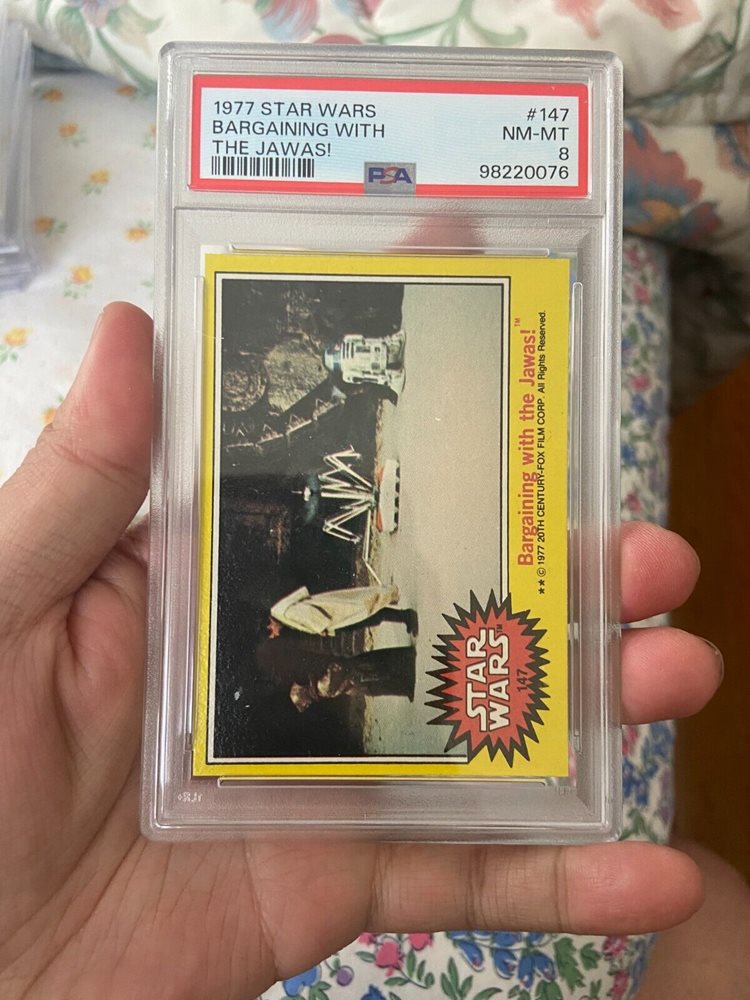 1977 STAR WARS
BARGAINING WITH
THE JAWAS!
#147
NM-MT
8
98220076
PSA
Bargaining with the Jawas!™
★★ © 1977 20TH CENTURY-FOX FILM CORP. All Rights Reserved.
STAR
WARS™
147